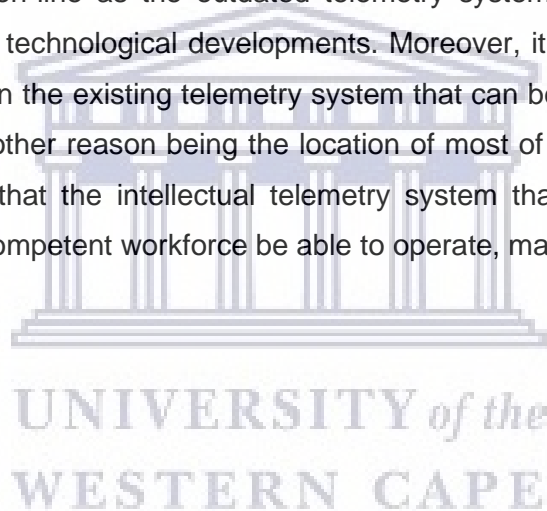 on-line as the outdated telemetry system
technological developments. Moreover, it
n the existing telemetry system that can be
other reason being the location of most of
that the intellectual telemetry system tha
ompetent workforce be able to operate, ma
UNIVERSITY of the
WESTERN CAPE